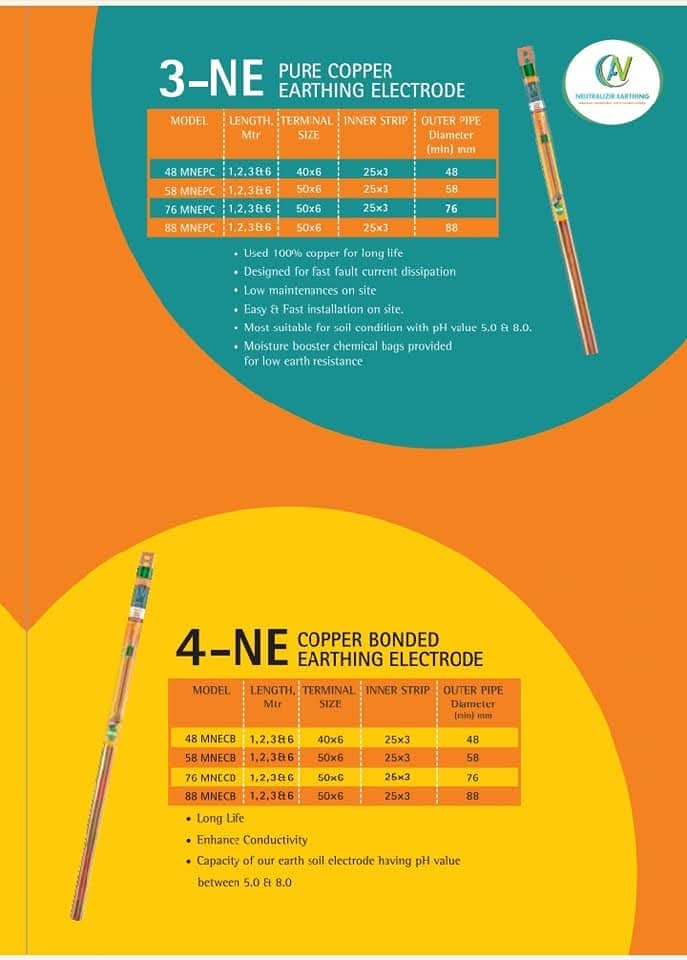 3-NE PURE COPPER
EARTHING ELECTRODE
NEUTRALIZER EARTHING
MODEL LENGTH, Mtr TERMINAL SIZE INNER STRIP OUTER PIPE Diameter (min) mm
48 MNEPC 1,2,3&6 40x6 25x3 48
58 MNEPC 1,2,3&6 50x6 25x3 58
76 MNEPC 1,2,3&6 50x6 25x3 76
88 MNEPC 1,2,3&6 50x6 25x3 88
• Used 100% copper for long life
• Designed for fast fault current dissipation
• Low maintenances on site
• Easy & Fast installation on site.
• Most suitable for soil condition with pH value 5.0 & 8.0.
• Moisture booster chemical bags provided
for low earth resistance
4-NE COPPER BONDED
EARTHING ELECTRODE
MODEL LENGTH, Mtr TERMINAL SIZE INNER STRIP OUTER PIPE Diameter (min) mm
48 MNECB 1,2,3&6 40x6 25x3 48
58 MNECB 1,2,3&6 50x6 25x3 58
76 MNECB 1,2,3&6 50x6 25x3 76
88 MNECB 1,2,3&6 50x6 25x3 88
• Long Life
• Enhance Conductivity
• Capacity of our earth soil electrode having pH value
between 5.0 & 8.0